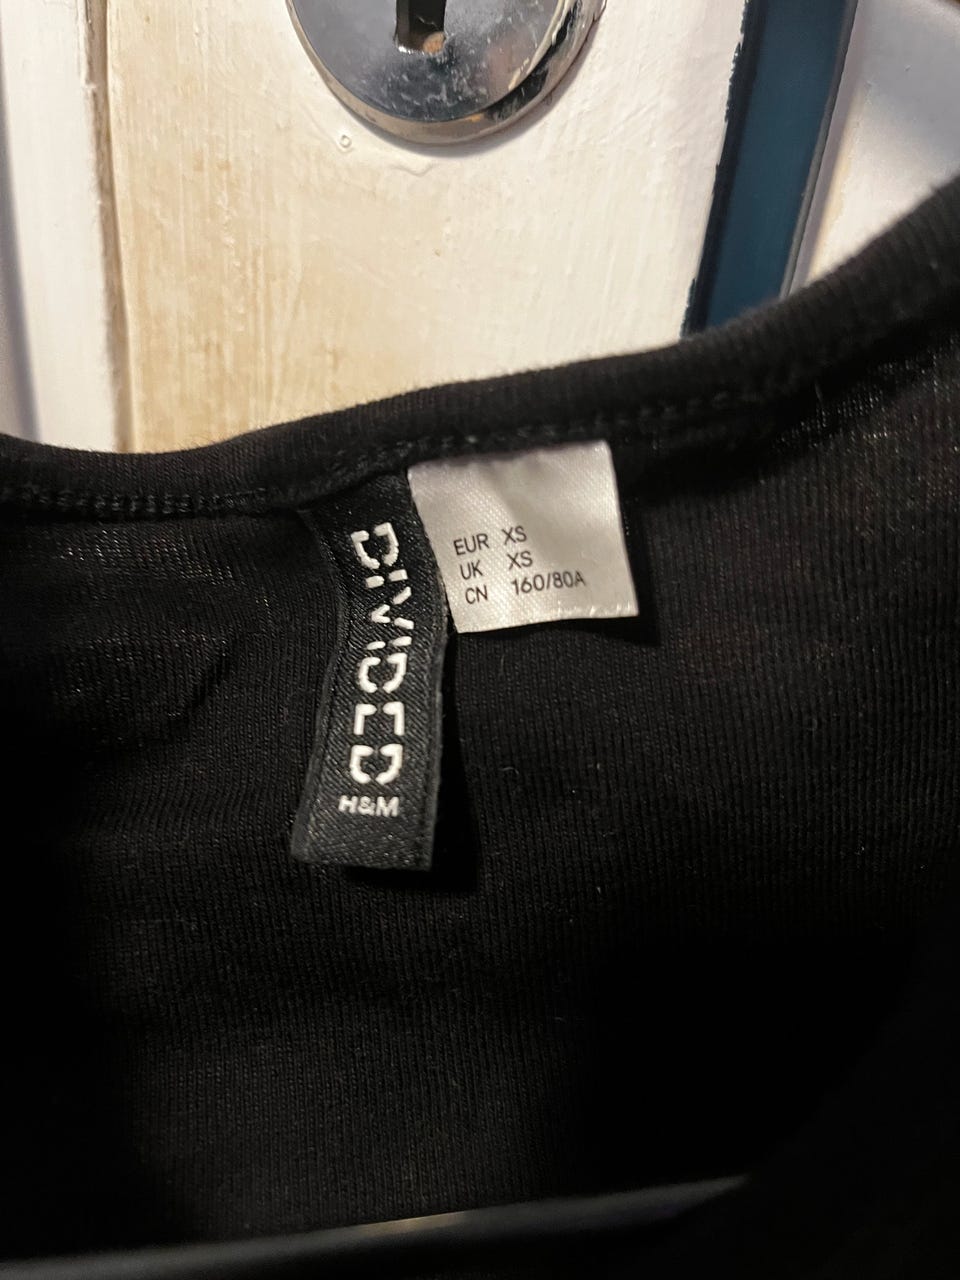 DIVIDED
H&M
EUR XS
UK XS
CN 160/80A